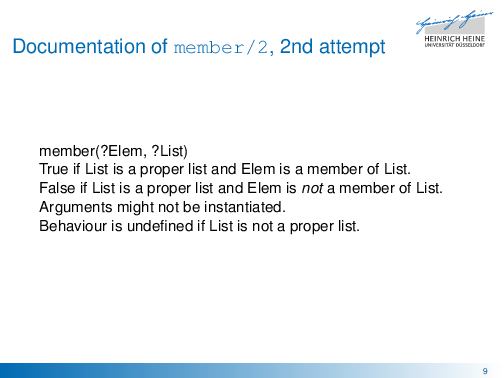 Documentation of member/2, 2nd attempt
Heinrich Heine
HEINRICH HEINE
UNIVERSITÄT DÜSSELDORF
member(?Elem, ?List)
True if List is a proper list and Elem is a member of List.
False if List is a proper list and Elem is not a member of List.
Arguments might not be instantiated.
Behaviour is undefined if List is not a proper list.
9